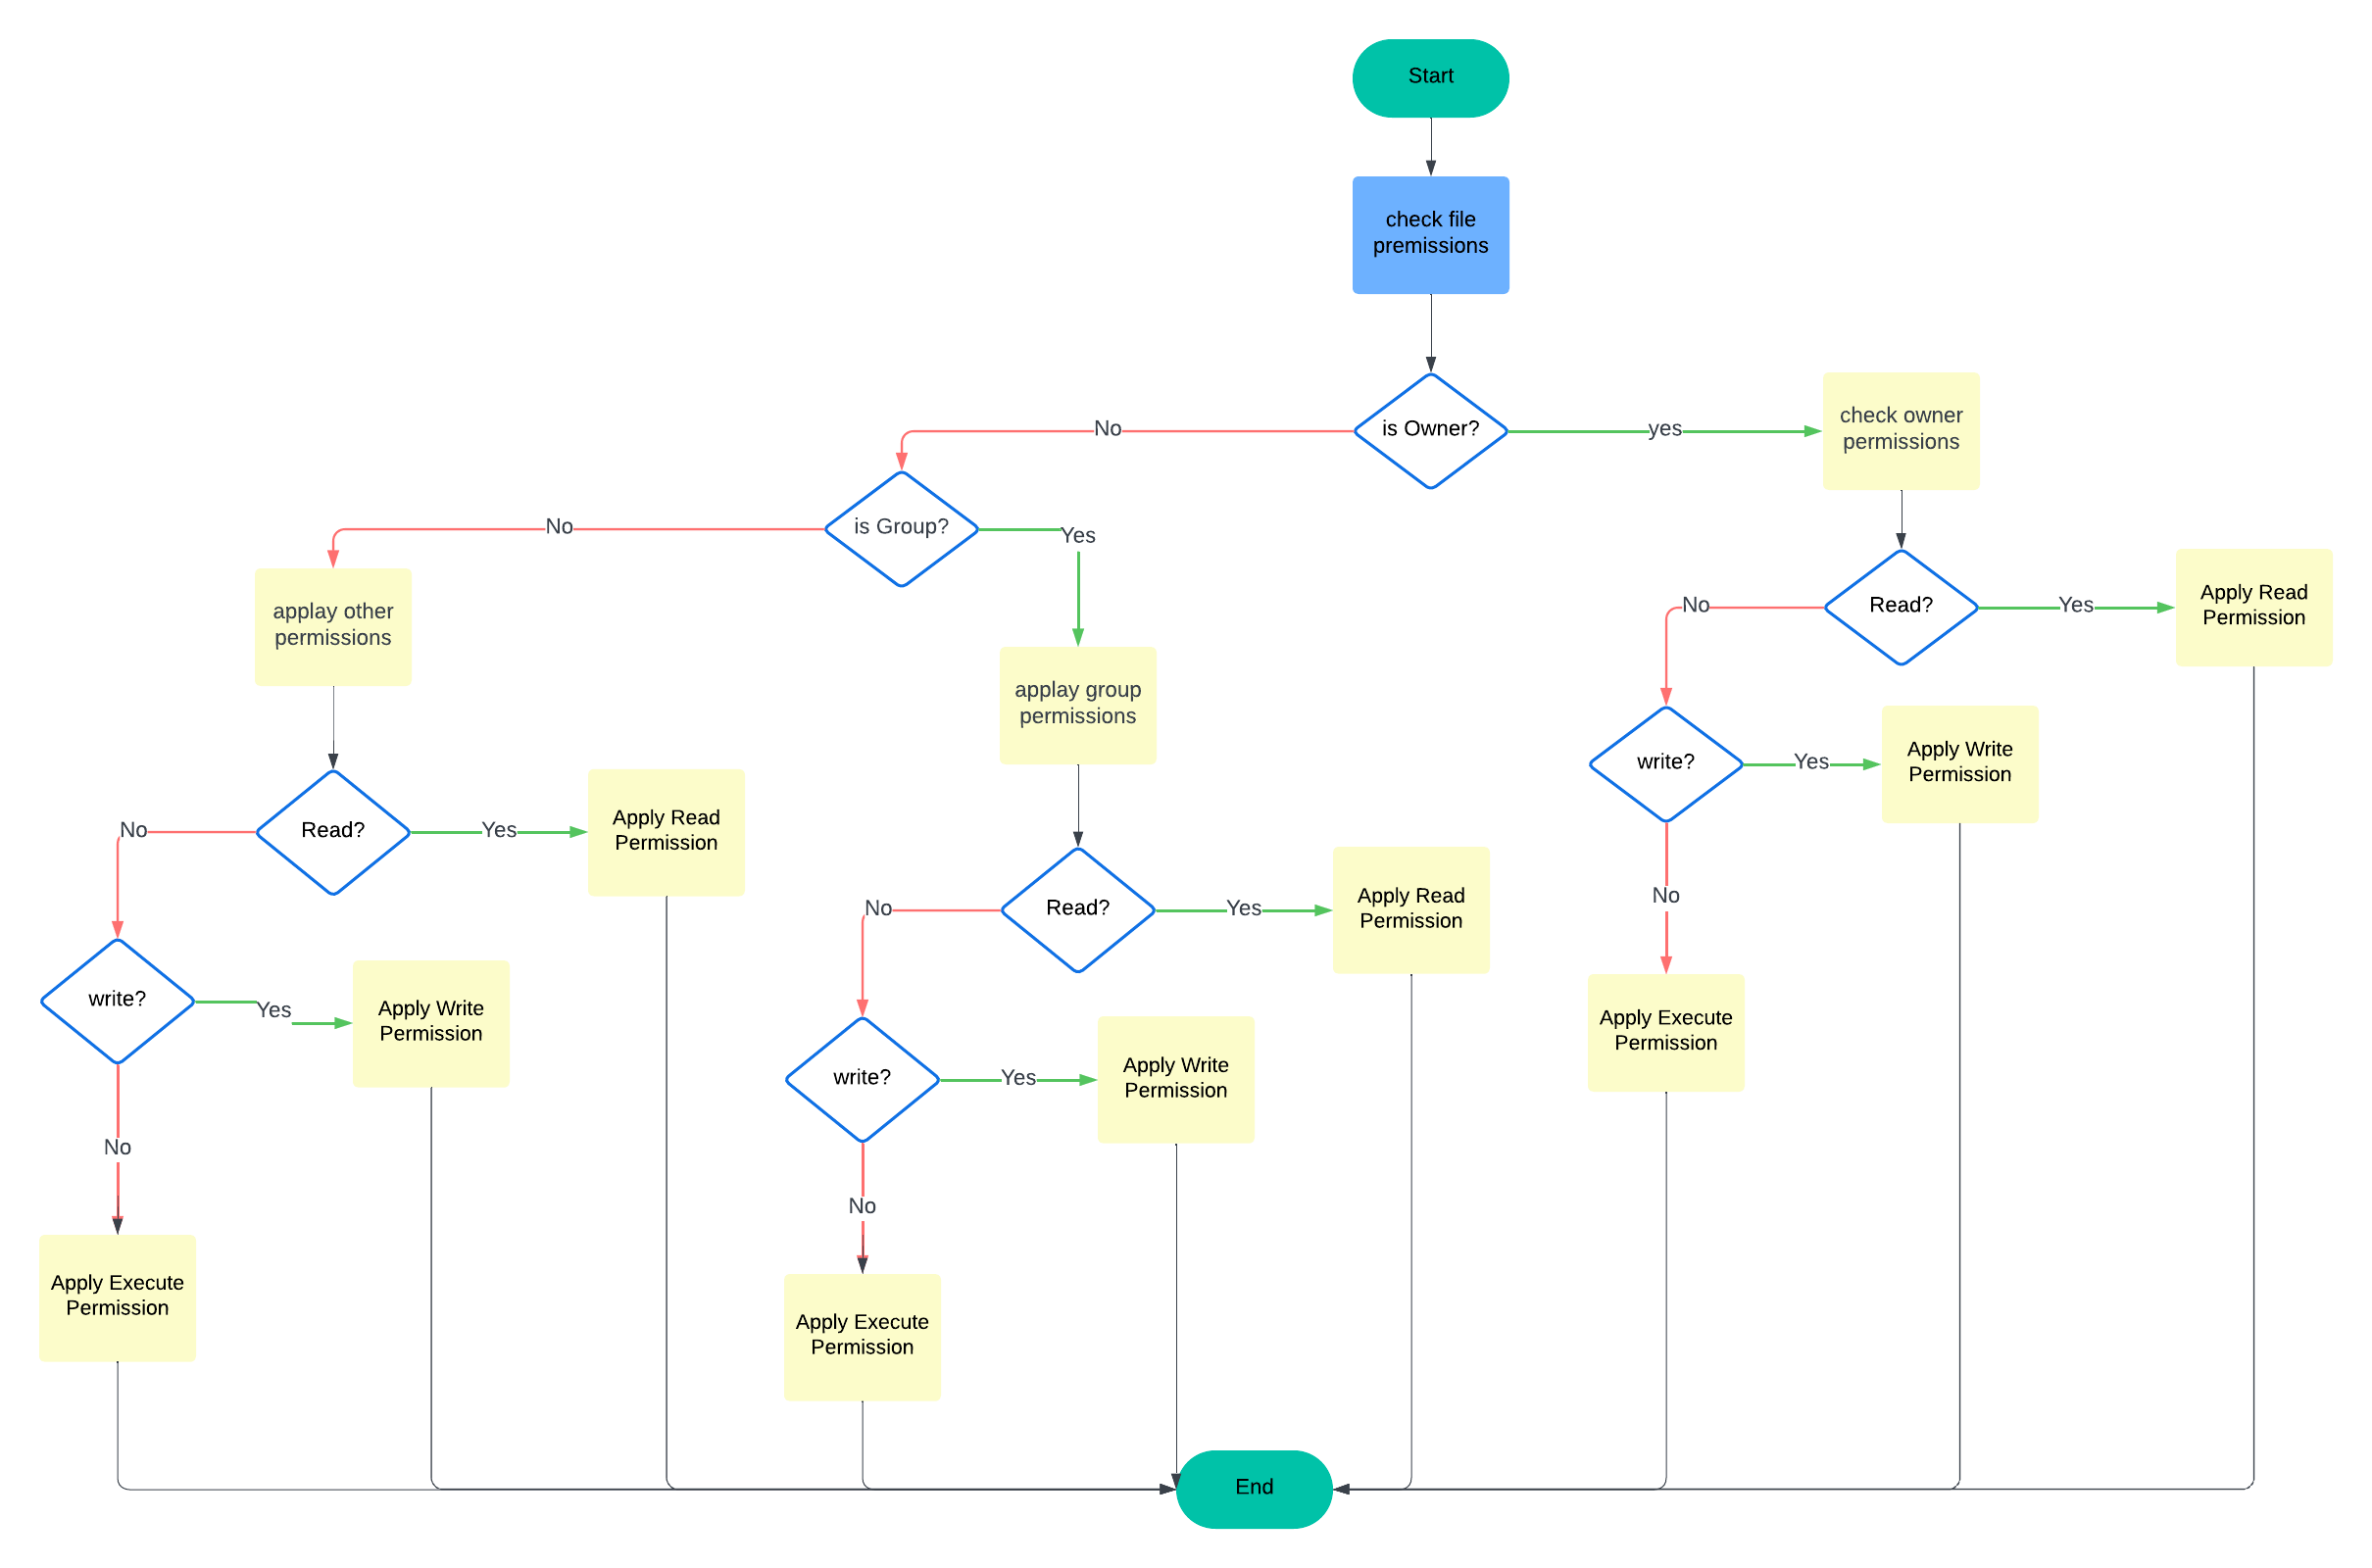 Start
check file
premissions
is Owner?
No
yes
check owner
permissions
is Group?
No
Yes
applay other
permissions
Read?
No
Yes
Apply Read
Permission
applay group
permissions
write?
Yes
Apply Write
Permission
No
Apply Execute
Permission
Read?
No
Yes
Apply Read
Permission
Read?
No
Yes
Apply Read
Permission
write?
Yes
Apply Write
Permission
No
Apply Execute
Permission
write?
Yes
Apply Write
Permission
No
Apply Execute
Permission
End